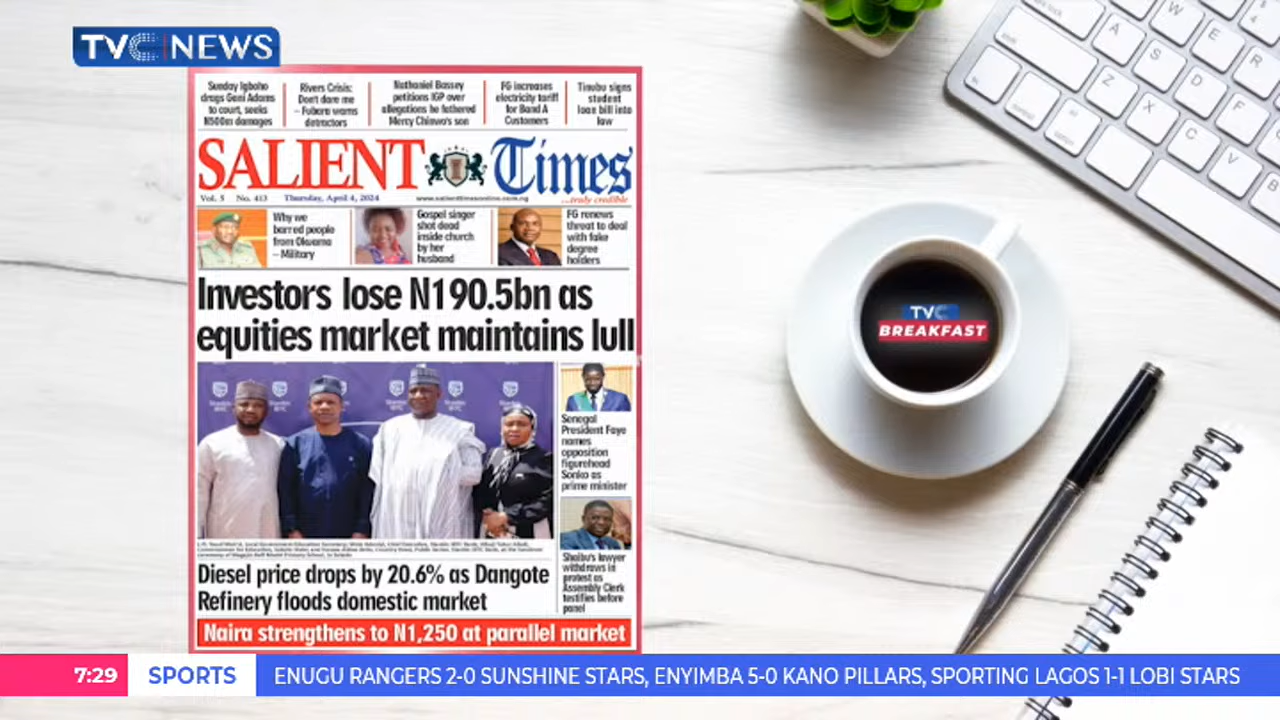 TVC NEWS
Sunday Igboho
drags Gani Adams
to court, seeks
N500m damages
Rivers Crisis:
Don't dare me
– Fubara warns
detractors
Nathaniel Bassey
petitions IGP over
allegations he fathered
Mercy Chinwo's son
FG increases
electricity tariff
for Band A
Customers
Tinubu signs
student
loan bill into
law
SALIENT Times
Vol. 5 No. 413 Thursday, April 4, 2024 www.salienttimesonline.com.ng ...truly credible
Why we
barred people
from Okuama
– Military
Gospel singer
shot dead
inside church
by her
husband
FG renews
threat to deal
with fake
degree
holders
Investors lose N190.5bn as
equities market maintains lull
Senegal
President Faye
names
opposition
figurehead
Sonko as
prime minister
Shaibu's lawyer
withdraws in
protest as
Assembly Clerk
testifies before
panel
Diesel price drops by 20.6% as Dangote
Refinery floods domestic market
Naira strengthens to N1,250 at parallel market
TVC
BREAKFAST
A
W
S
E
Z
D
R
X
F
C
V
B
7:29 SPORTS ENUGU RANGERS 2-0 SUNSHINE STARS, ENYIMBA 5-0 KANO PILLARS, SPORTING LAGOS 1-1 LOBI STARS